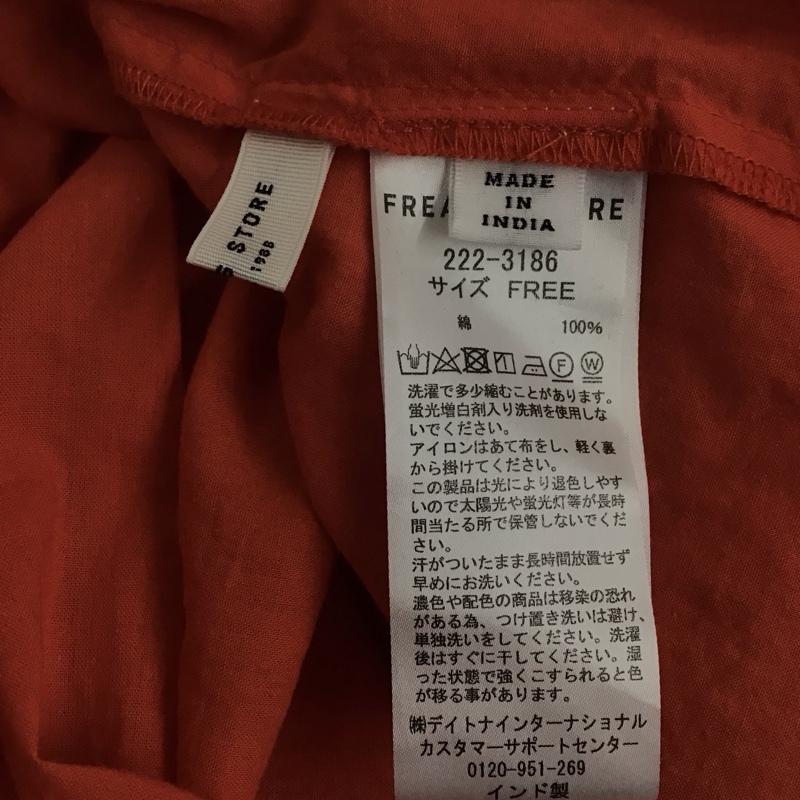 STORE
1988
MADE
IN
INDIA
RE
222-3186
サイズ FREE
綿 100%
F W
洗濯で多少縮むことがあります。
蛍光増白剤入り洗剤を使用しな
いでください。
アイロンはあて布をし、軽く裏
から掛けてください。
この製品は光により退色しやす
いので太陽光や蛍光灯等が長時
間当たる所で保管しないでくだ
さい。
汗がついたまま長時間放置せず
早めにお洗いください。
濃色や配色の商品は移染の恐れ
がある為、つけ置き洗いは避け、
単独洗いをしてください。洗濯
後はすぐに干してください。湿
った状態で強くこすられると色
が移る事があります。
㈱デイトナインターナショナル
カスタマーサポートセンター
0120-951-269
インド製